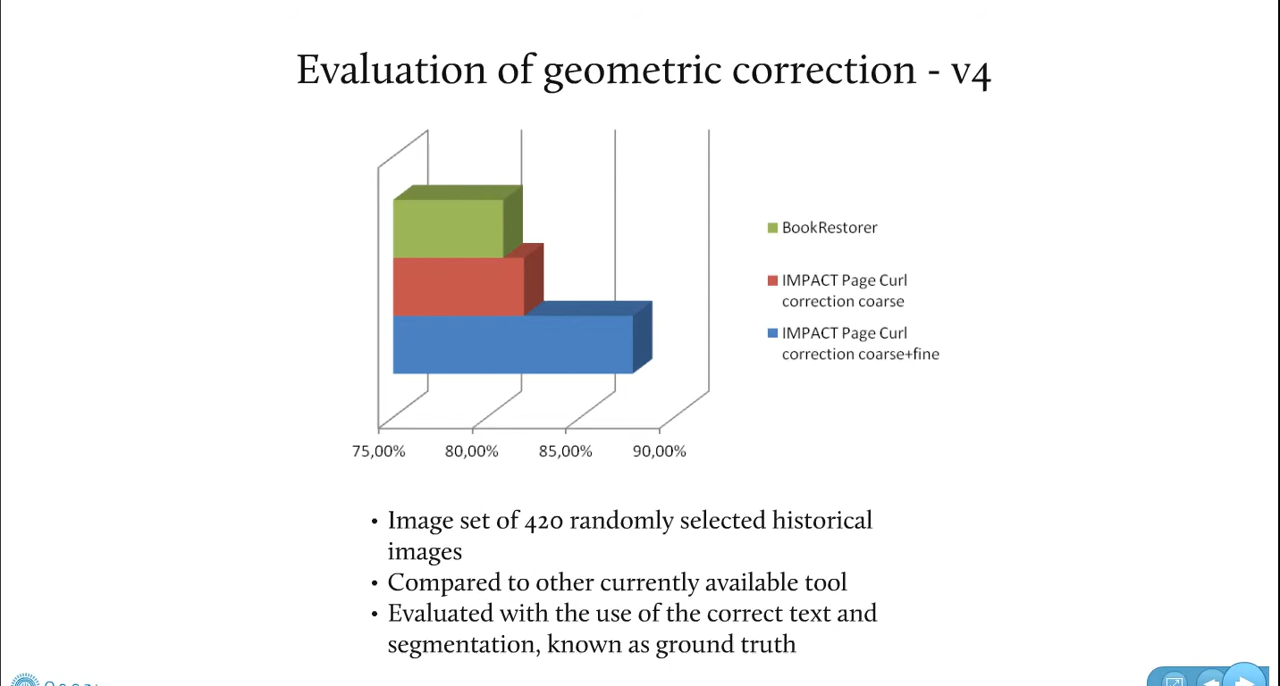 Evaluation of geometric correction - v4
BookRestorer
IMPACT Page Curl
correction coarse
IMPACT Page Curl
correction coarse+fine
75,00% 80,00% 85,00% 90,00%
• Image set of 420 randomly selected historical
images
• Compared to other currently available tool
• Evaluated with the use of the correct text and
segmentation, known as ground truth